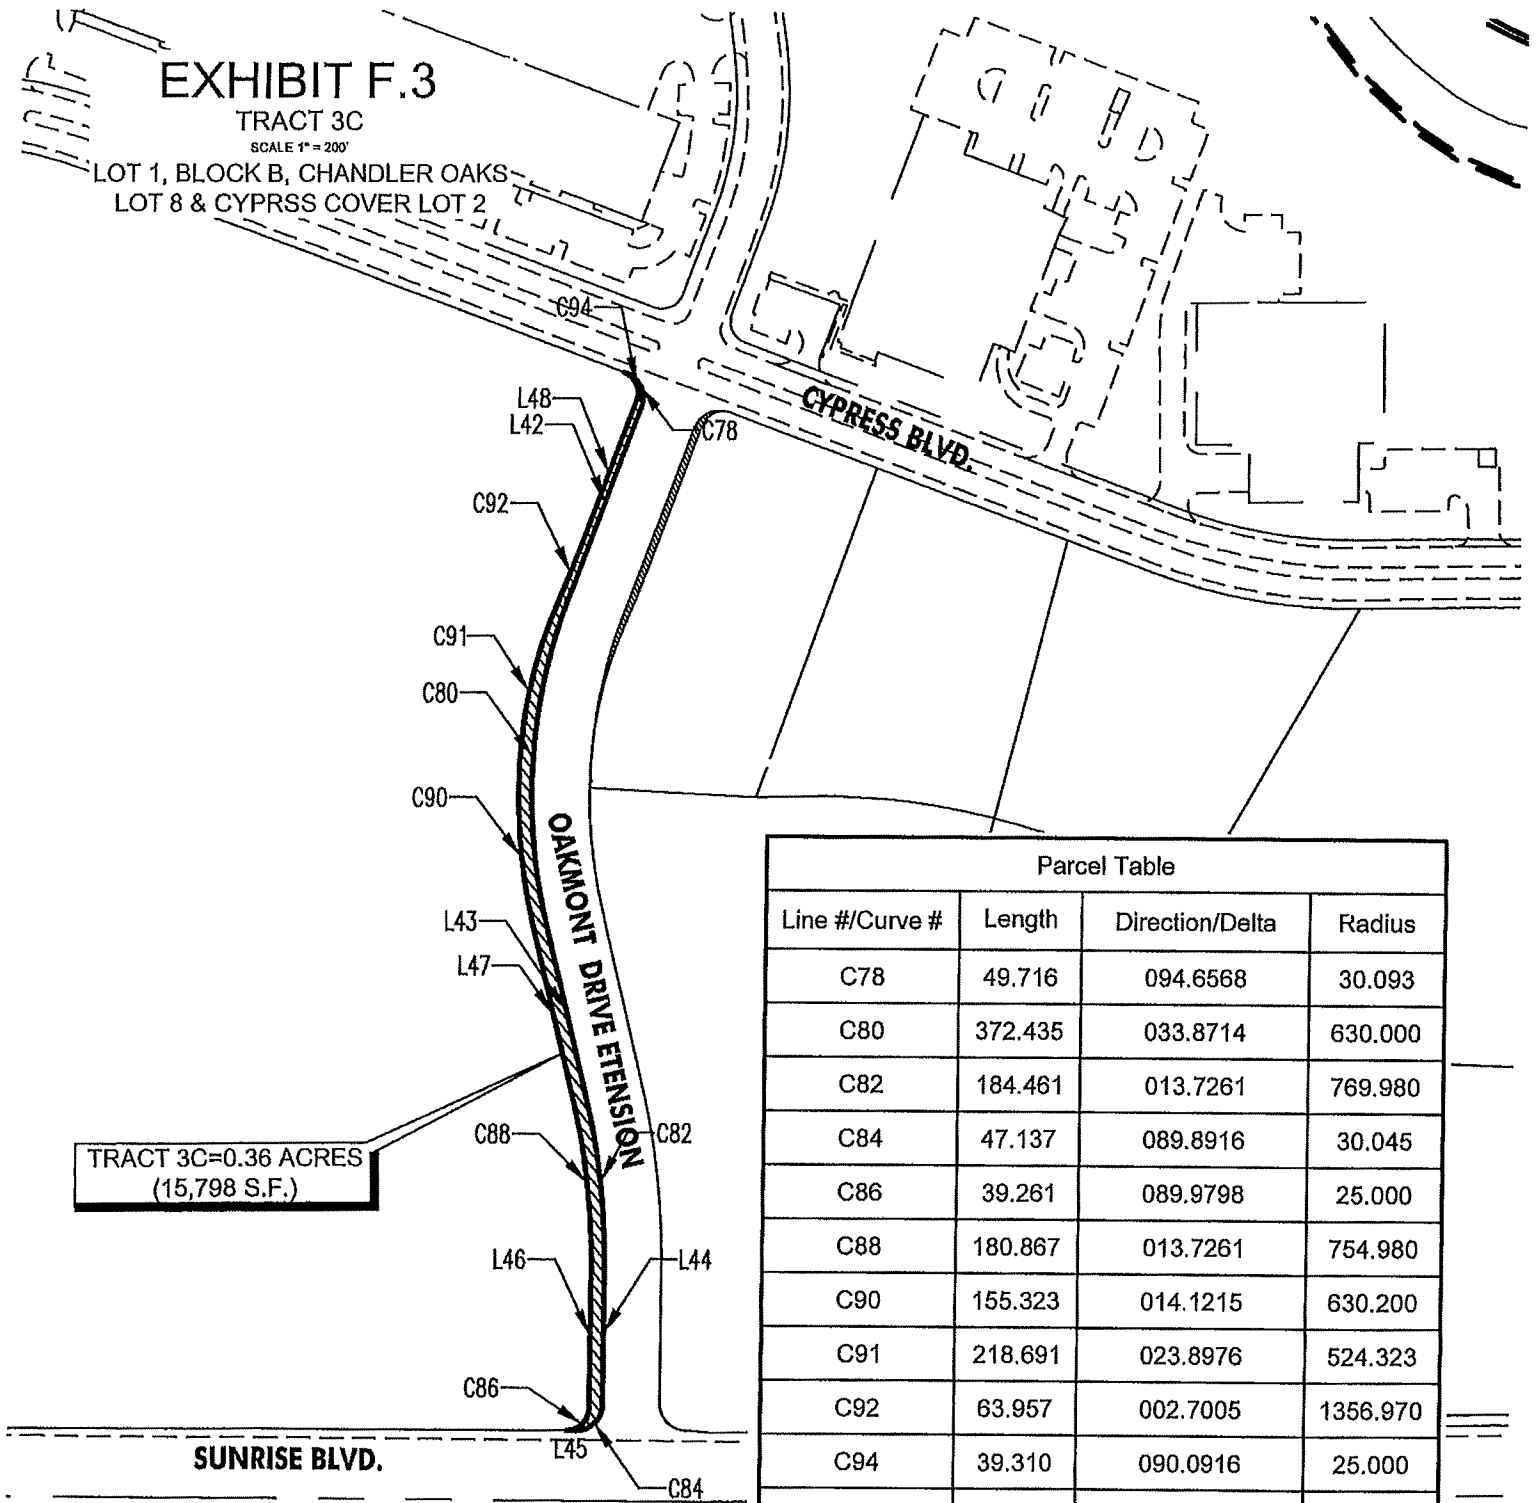 EXHIBIT F.3
TRACT 3C
SCALE 1" = 200'
LOT 1, BLOCK B, CHANDLER OAKS
LOT 8 & CYPRSS COVER LOT 2
C94
L48
L42
C78
CYPRESS BLVD.
C92
C91
C80
C90
OAKMONT DRIVE ETENSION
L43
L47
C88
C82
TRACT 3C=0.36 ACRES
(15,798 S.F.)
L46
L44
C86
L45
SUNRISE BLVD.
C84
Parcel Table
Line #/Curve # Length Direction/Delta Radius
C78 49.716 094.6568 30.093
C80 372.435 033.8714 630.000
C82 184.461 013.7261 769.980
C84 47.137 089.8916 30.045
C86 39.261 089.9798 25.000
C88 180.867 013.7261 754.980
C90 155.323 014.1215 630.200
C91 218.691 023.8976 524.323
C92 63.957 002.7005 1356.970
C94 39.310 090.0916 25.000